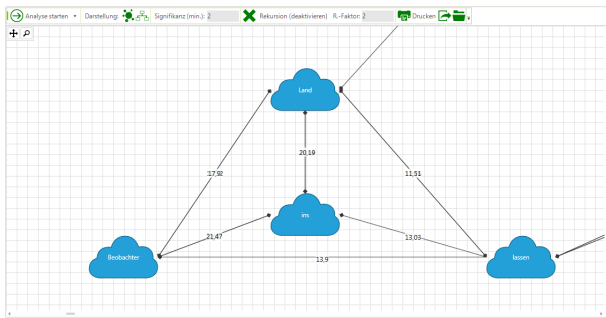 Analyse starten Darstellung: Signifikanz (min.): 2 Rekursion (deaktivieren) R.-Faktor: 2 Drucken
Land
20,19
17,92
11,51
ins
21,47
13,03
Beobachter
13,9
lassen